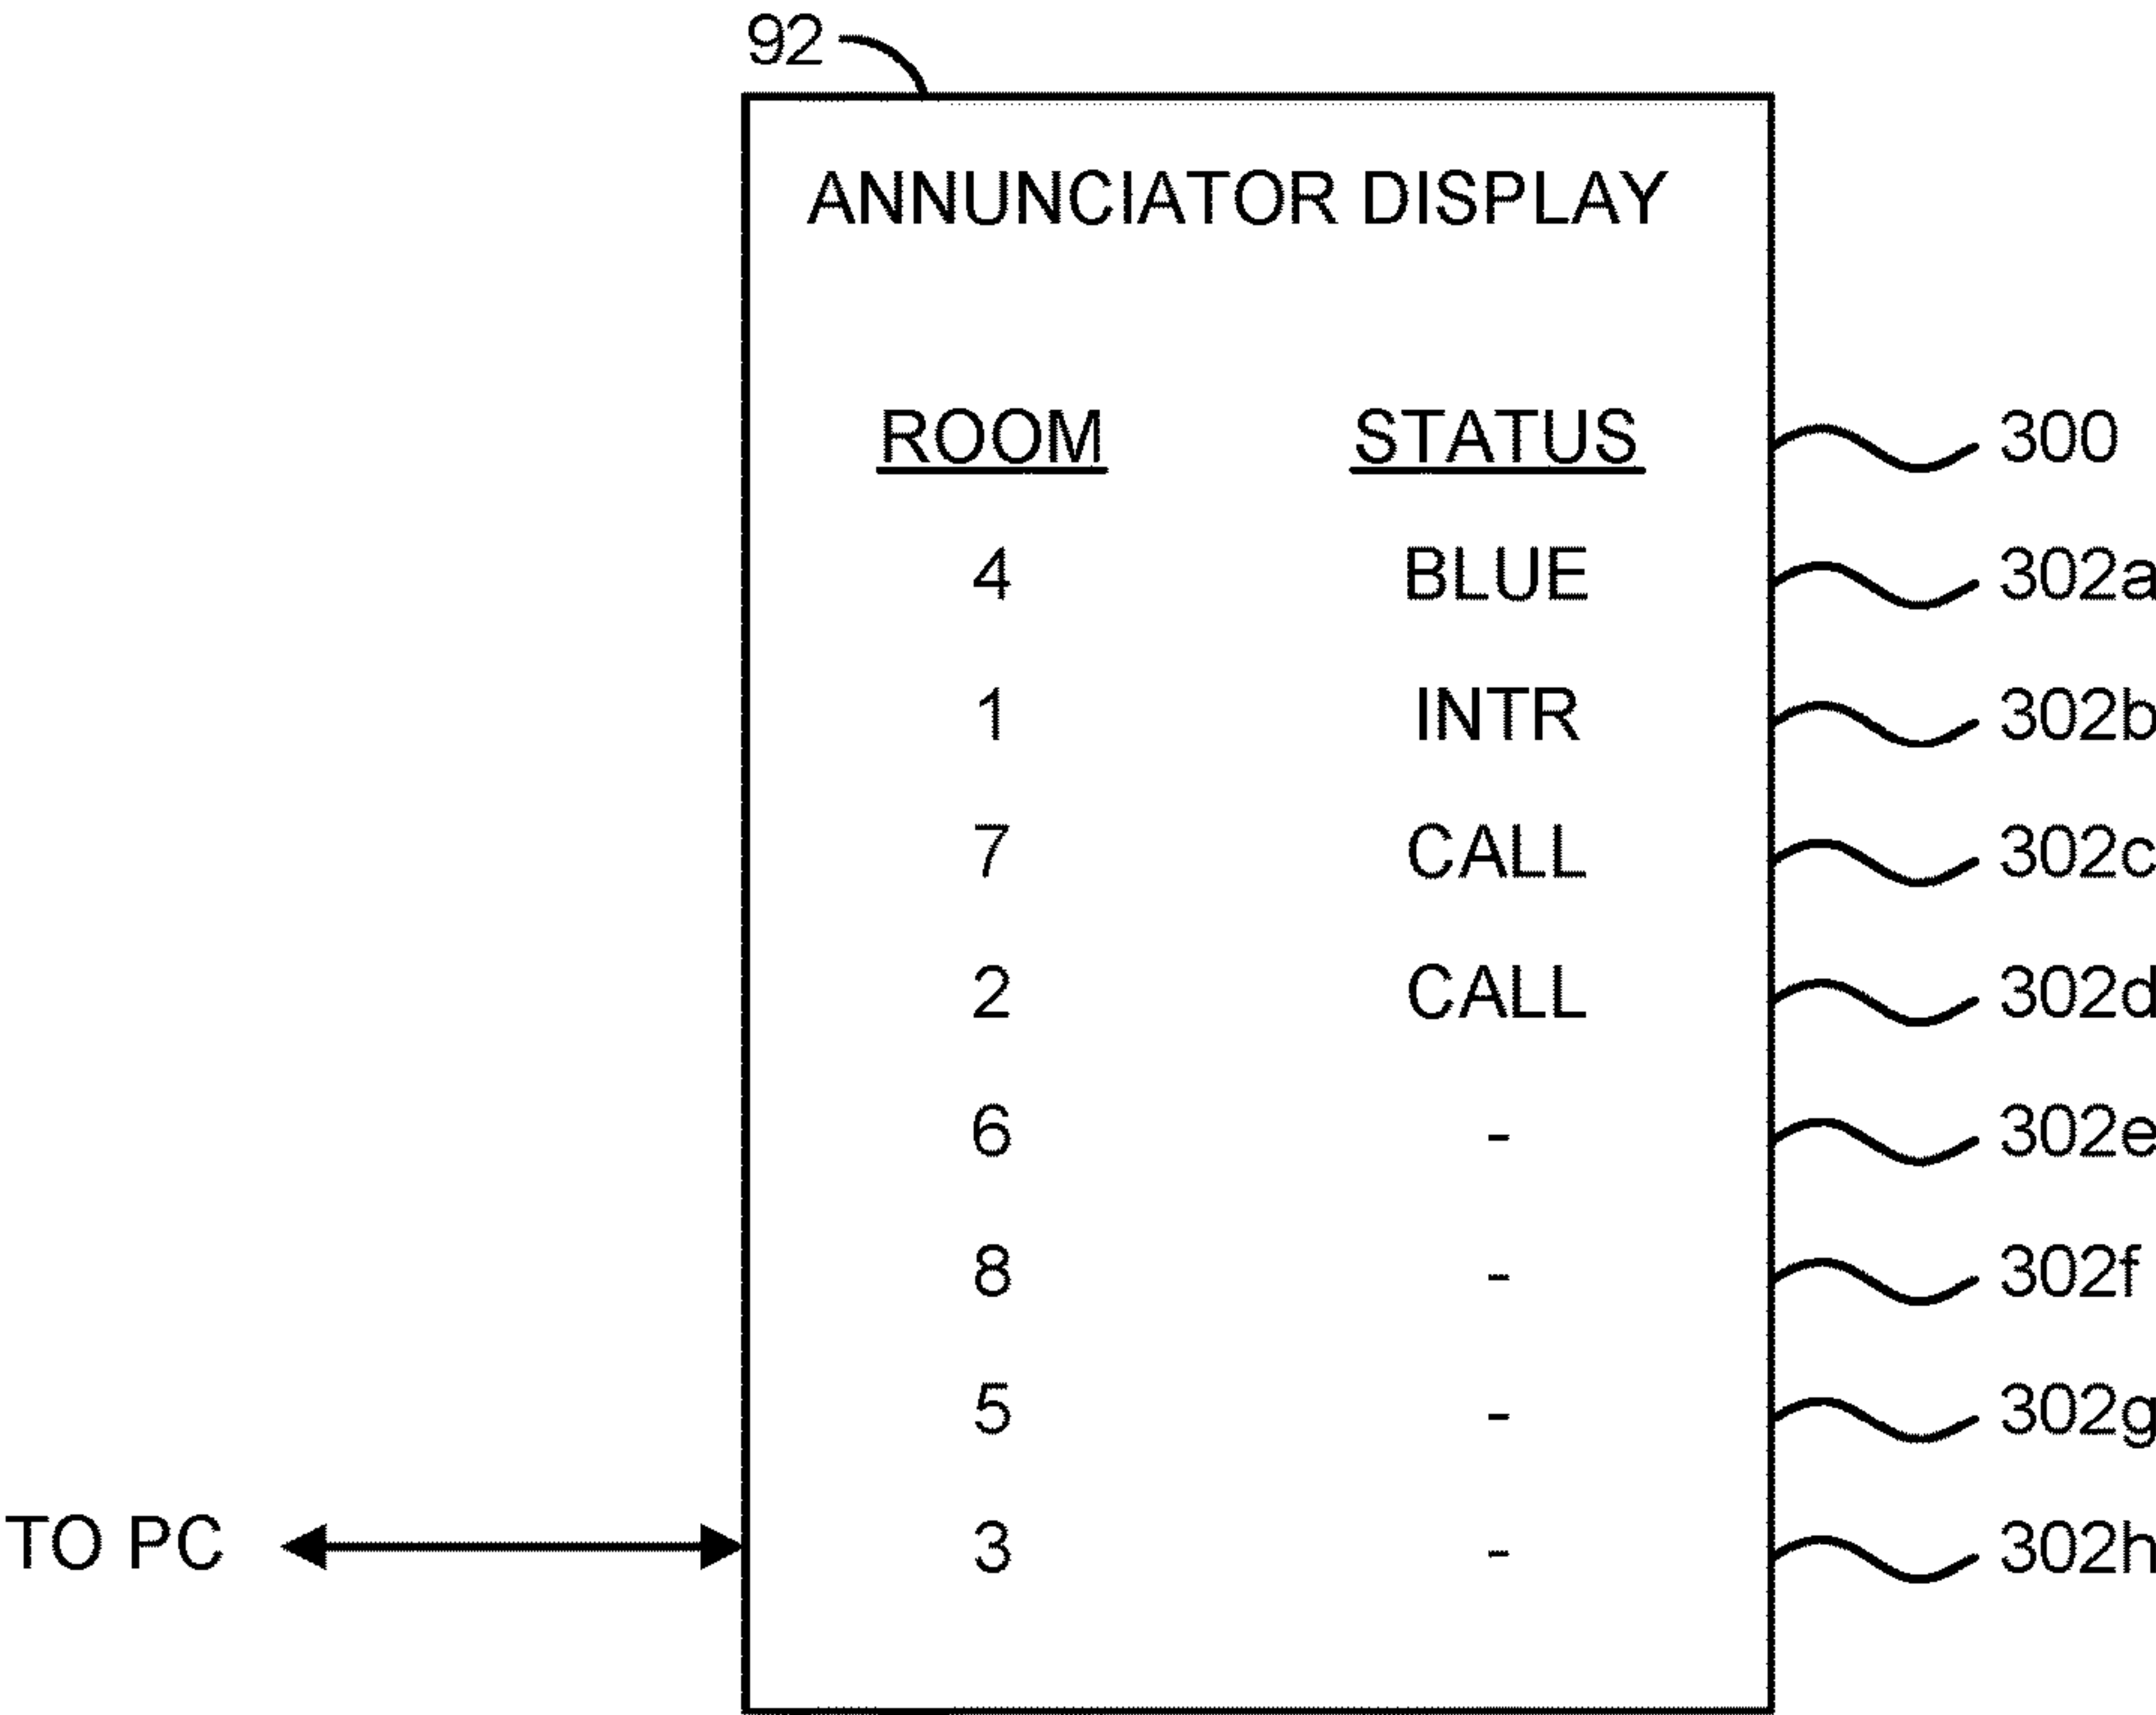 92
ANNUNCIATOR DISPLAY
ROOM STATUS 300
4 BLUE 302a
1 INTR 302b
7 CALL 302c
2 CALL 302d
6 - 302e
8 - 302f
5 - 302g
TO PC 3 - 302h